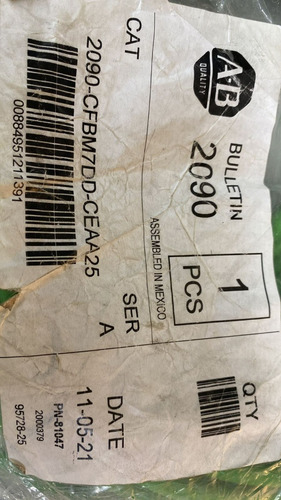 A-B
QUALITY
BULLETIN
2090
1
PCS
QTY
ASSEMBLED IN MEXICO
CAT
2090-CFBM7DD-CEAA25
SER
A
DATE
11-05-21
00884951211391
PN-81047
2000379
95728-25